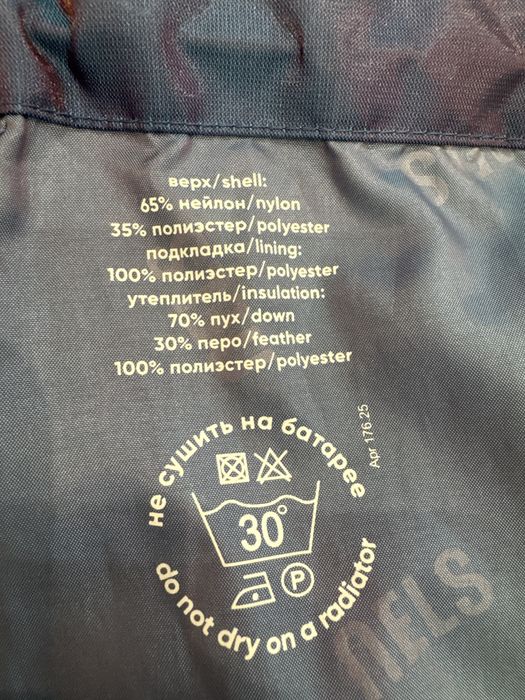 верх/shell:
65% нейлон/nylon
35% полиэстер/polyester
подкладка/lining:
100% полиэстер/polyester
утеплитель/insulation:
70% пух/down
30% перо/feather
100% полиэстер/polyester
Арт 176.25
не сушить на батарее
30°
P
do not dry on a radiator
NELS